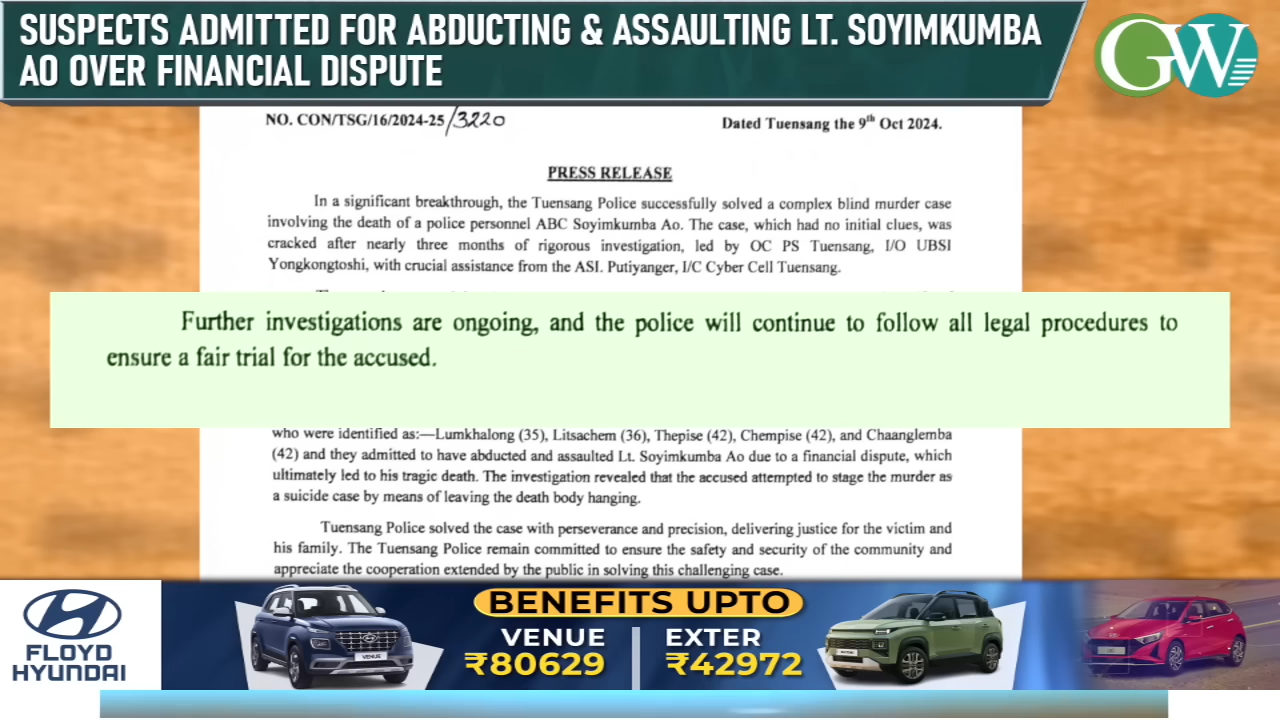 SUSPECTS ADMITTED FOR ABDUCTING & ASSAULTING LT. SOYIMKUMBA
AO OVER FINANCIAL DISPUTE
GW
NO. CON/TSG/16/2024-25/3220
Dated Tuensang the 9th Oct 2024.
PRESS RELEASE
In a significant breakthrough, the Tuensang Police successfully solved a complex blind murder case
involving the death of a police personnel ABC Soyimkumba Ao. The case, which had no initial clues, was
cracked after nearly three months of rigorous investigation, led by OC PS Tuensang, I/O UBSI
Yongkongtoshi, with crucial assistance from the ASI. Putiyanger, I/C Cyber Cell Tuensang.
Further investigations are ongoing, and the police will continue to follow all legal procedures to
ensure a fair trial for the accused.
who were identified as:—Lumkhalong (35), Litsachem (36), Thepise (42), Chempise (42), and Chaanglemba
(42) and they admitted to have abducted and assaulted Lt. Soyimkumba Ao due to a financial dispute, which
ultimately led to his tragic death. The investigation revealed that the accused attempted to stage the murder as
a suicide case by means of leaving the death body hanging.
Tuensang Police solved the case with perseverance and precision, delivering justice for the victim and
his family. The Tuensang Police remain committed to ensure the safety and security of the community and
appreciate the cooperation extended by the public in solving this challenging case.
FLOYD
HYUNDAI
BENEFITS UPTO
VENUE
₹80629
EXTER
₹42972
VENUE